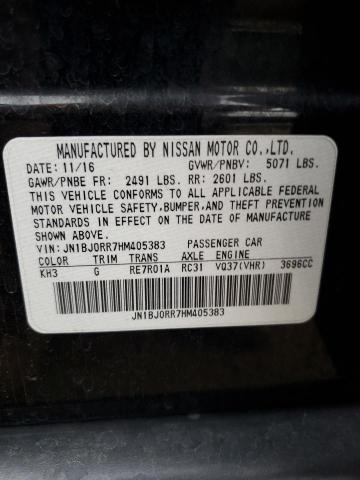 MANUFACTURED BY NISSAN MOTOR CO.,LTD.
DATE: 11/16 GVWR/PNBV: 5071 LBS.
GAWR/PNBE FR: 2491 LBS. RR: 2601 LBS.
THIS VEHICLE CONFORMS TO ALL APPLICABLE FEDERAL
MOTOR VEHICLE SAFETY, BUMPER, AND THEFT PREVENTION
STANDARDS IN EFFECT ON THE DATE OF MANUFACTURE
SHOWN ABOVE.
VIN: JN1BJ0RR7HM405383 PASSENGER CAR
COLOR TRIM TRANS AXLE ENGINE
KH3 G RE7R01A RC31 VQ37(VHR) 3696CC
JN1BJ0RR7HM405383